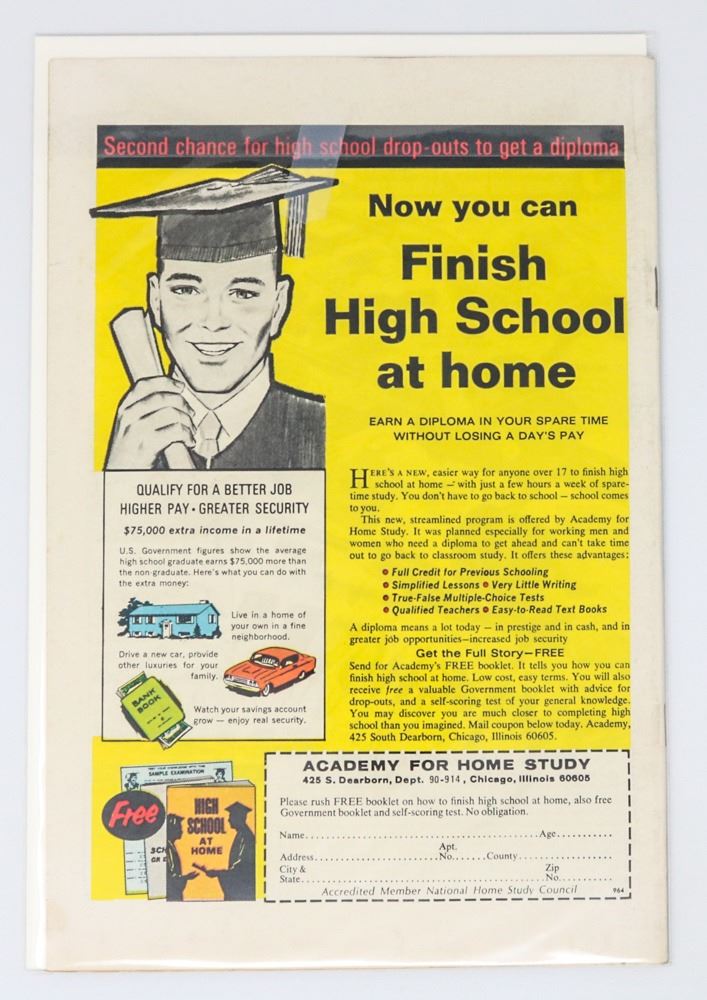 Second chance for high school drop-outs to get a diploma
Now you can
Finish
High School
at home
EARN A DIPLOMA IN YOUR SPARE TIME
WITHOUT LOSING A DAY'S PAY
HERE'S A NEW, easier way for anyone over 17 to finish high
school at home — with just a few hours a week of spare-
time study. You don't have to go back to school — school comes
to you.
This new, streamlined program is offered by Academy for
Home Study. It was planned especially for working men and
women who need a diploma to get ahead and can't take time
out to go back to classroom study. It offers these advantages:
• Full Credit for Previous Schooling
• Simplified Lessons • Very Little Writing
• True-False Multiple-Choice Tests
• Qualified Teachers • Easy-to-Read Text Books
A diploma means a lot today — in prestige and in cash, and in
greater job opportunities—increased job security
Get the Full Story—FREE
Send for Academy's FREE booklet. It tells you how you can
finish high school at home. Low cost, easy terms. You will also
receive free a valuable Government booklet with advice for
drop-outs, and a self-scoring test of your general knowledge.
You may discover you are much closer to completing high
school than you imagined. Mail coupon below today. Academy,
425 South Dearborn, Chicago, Illinois 60605.
QUALIFY FOR A BETTER JOB
HIGHER PAY • GREATER SECURITY
$75,000 extra income in a lifetime
U.S. Government figures show the average
high school graduate earns $75,000 more than
the non-graduate. Here's what you can do with
the extra money:
Live in a home of
your own in a fine
neighborhood.
Drive a new car, provide
other luxuries for your
family.
BANK
BOOK
Watch your savings account
grow — enjoy real security.
SAMPLE EXAMINATION
Free
HIGH
SCHOOL
AT
HOME
ACADEMY FOR HOME STUDY
425 S. Dearborn, Dept. 90-914, Chicago, Illinois 60605
Please rush FREE booklet on how to finish high school at home, also free
Government booklet and self-scoring test. No obligation.
Name.......................................................Age...........
Apt.
Address..............................No.......County....................
City & Zip
State..............................................................No...........
Accredited Member National Home Study Council 964